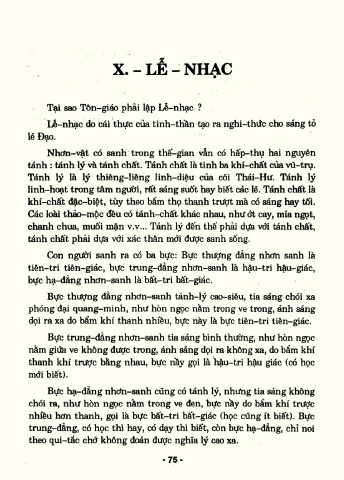 X. – LỄ – NHẠC
Tại sao Tôn-giáo phải lập Lễ-nhạc ?
Lễ-nhạc do cái thực của tinh-thần tạo ra nghi-thức cho sáng tỏ
lẽ Đạo.
Nhơn-vật có sanh trong thế-gian vẫn có hấp-thụ hai nguyên
tánh : tánh lý và tánh chất. Tánh chất là tinh ba khí-chất của vũ-trụ.
Tánh lý là lý thiêng-liêng linh-diệu của cõi Thái-Hư. Tánh lý
linh-hoạt trong tâm người, rất sáng suốt hay biết các lẽ. Tánh chất là
khí-chất đặc-biệt, tùy theo bẩm thọ thanh trượt mà có sáng hay tối.
Các loài thảo-mộc đều có tánh-chất khác nhau, như ớt cay, mía ngọt,
chanh chua, muối mặn v.v... Tánh lý đến thế phải dựa với tánh chất,
tánh chất phải dựa với xác thân mới được sanh sống.
Con người sanh ra có ba bực: Bực thượng đẳng nhơn sanh là
tiên-tri tiên-giác, bực trung-đẳng nhơn-sanh là hậu-tri hậu-giác,
bực hạ-đẳng nhơn-sanh là bất-tri bất-giác.
Bực thượng đẳng nhơn-sanh tánh-lý cao-siêu, tia sáng chói xa
phóng đại quang-minh, như hòn ngọc nằm trong ve trong, ánh sáng
dọi ra xa do bẩm khí thanh nhiều, bực này là bực tiên-tri tiên-giác.
Bực trung-đẳng nhơn-sanh tia sáng bình thường, như hòn ngọc
nằm giữa ve không được trong, ánh sáng dọi ra không xa, do bẩm khí
thanh khí trược bằng nhau, bực nầy gọi là hậu-tri hậu giác (có học
mới biết).
Bực hạ-đẳng nhơn-sanh cũng có tánh lý, nhưng tia sáng không
chói ra, như hòn ngọc nằm trong ve đen, bực nầy do bẩm khí trược
nhiều hơn thanh, gọi là bực bất-tri bất-giác (học cũng ít biết). Bực
trung-đẳng, có học thì hay, có dạy thì biết, còn bực hạ-đẳng, chỉ noi
theo qui-tắc chớ không đoán được nghĩa lý cao xa.
- 75 -